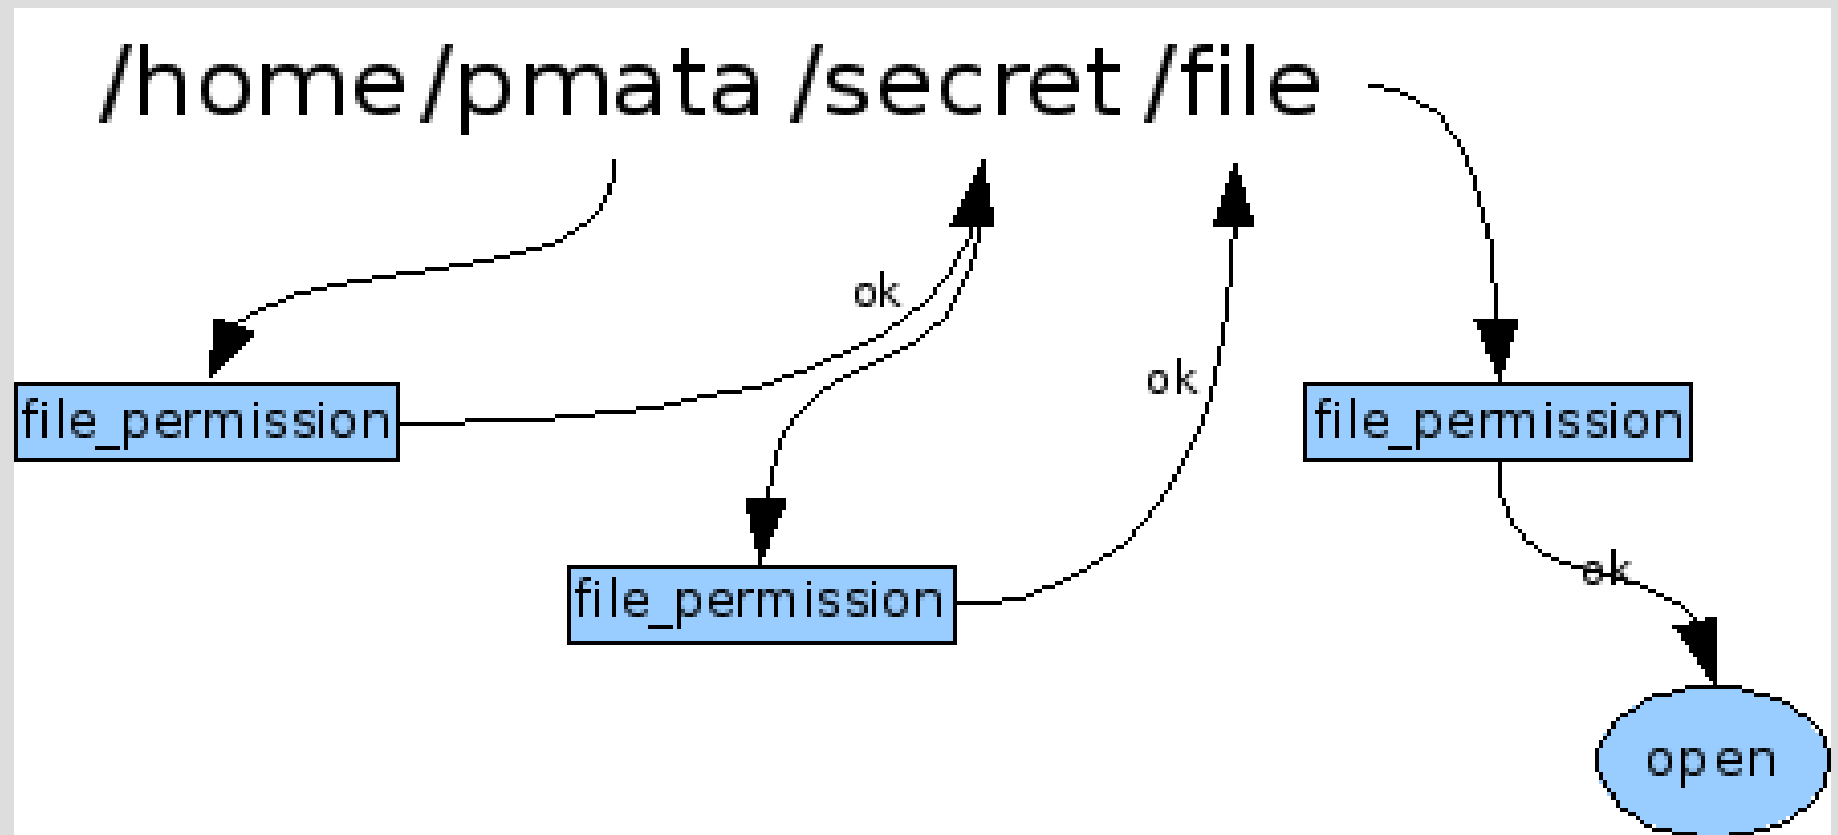 /home/pmata /secret /file
ok
ok
file_permission
file_permission
ok
file_permission
open